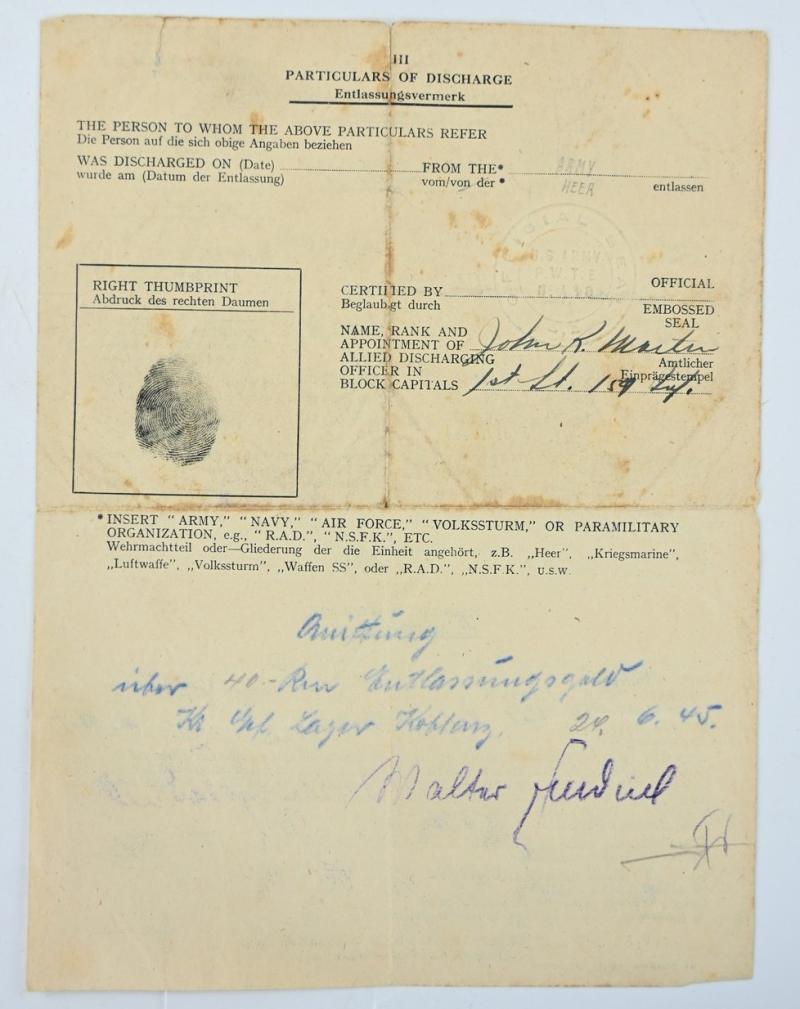 III
PARTICULARS OF DISCHARGE
Entlassungsvermerk
THE PERSON TO WHOM THE ABOVE PARTICULARS REFER
Die Person auf die sich obige Angaben beziehen
WAS DISCHARGED ON (Date) FROM THE* ARMY
wurde am (Datum der Entlassung) vom/von der * HEER entlassen
RIGHT THUMBPRINT
Abdruck des rechten Daumen
CERTIFIED BY
Beglaubigt durch
OFFICIAL
EMBOSSED
SEAL
Amtlicher
Einprägestempel
NAME, RANK AND
APPOINTMENT OF John K. Martin
ALLIED DISCHARGING
OFFICER IN
BLOCK CAPITALS 1st Lt. 159 Inf.
* INSERT "ARMY," "NAVY," "AIR FORCE," "VOLKSSTURM," OR PARAMILITARY
ORGANIZATION, e.g., "R.A.D.", "N.S.F.K.", ETC.
Wehrmachtteil oder—Gliederung der die Einheit angehört, z.B. „Heer", „Kriegsmarine",
„Luftwaffe", „Volkssturm", „Waffen SS", oder „R.A.D.", „N.S.F.K.", u.s.w.
Quittung
über 40.- Rm Entlassungsgeld
Kr Gef Lager Koblenz, 24. 6. 45.
Walter